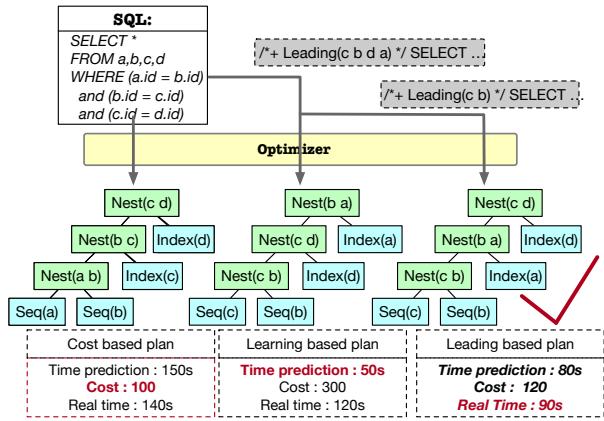 SQL:
SELECT *
FROM a,b,c,d
WHERE (a.id = b.id)
and (b.id = c.id)
and (c.id = d.id)
/*+ Leading(c b d a) */ SELECT ...
/*+ Leading(c b) */ SELECT ...
Optimizer
Nest(c d)
Nest(b c)
Index(d)
Nest(a b)
Index(c)
Seq(a)
Seq(b)
Nest(b a)
Nest(c d)
Index(a)
Nest(c b)
Index(d)
Seq(c)
Seq(b)
Nest(c d)
Nest(b a)
Index(d)
Nest(c b)
Index(a)
Seq(c)
Seq(b)
Cost based plan
Time prediction : 150s
Cost : 100
Real time : 140s
Learning based plan
Time prediction : 50s
Cost : 300
Real time : 120s
Leading based plan
Time prediction : 80s
Cost : 120
Real Time : 90s